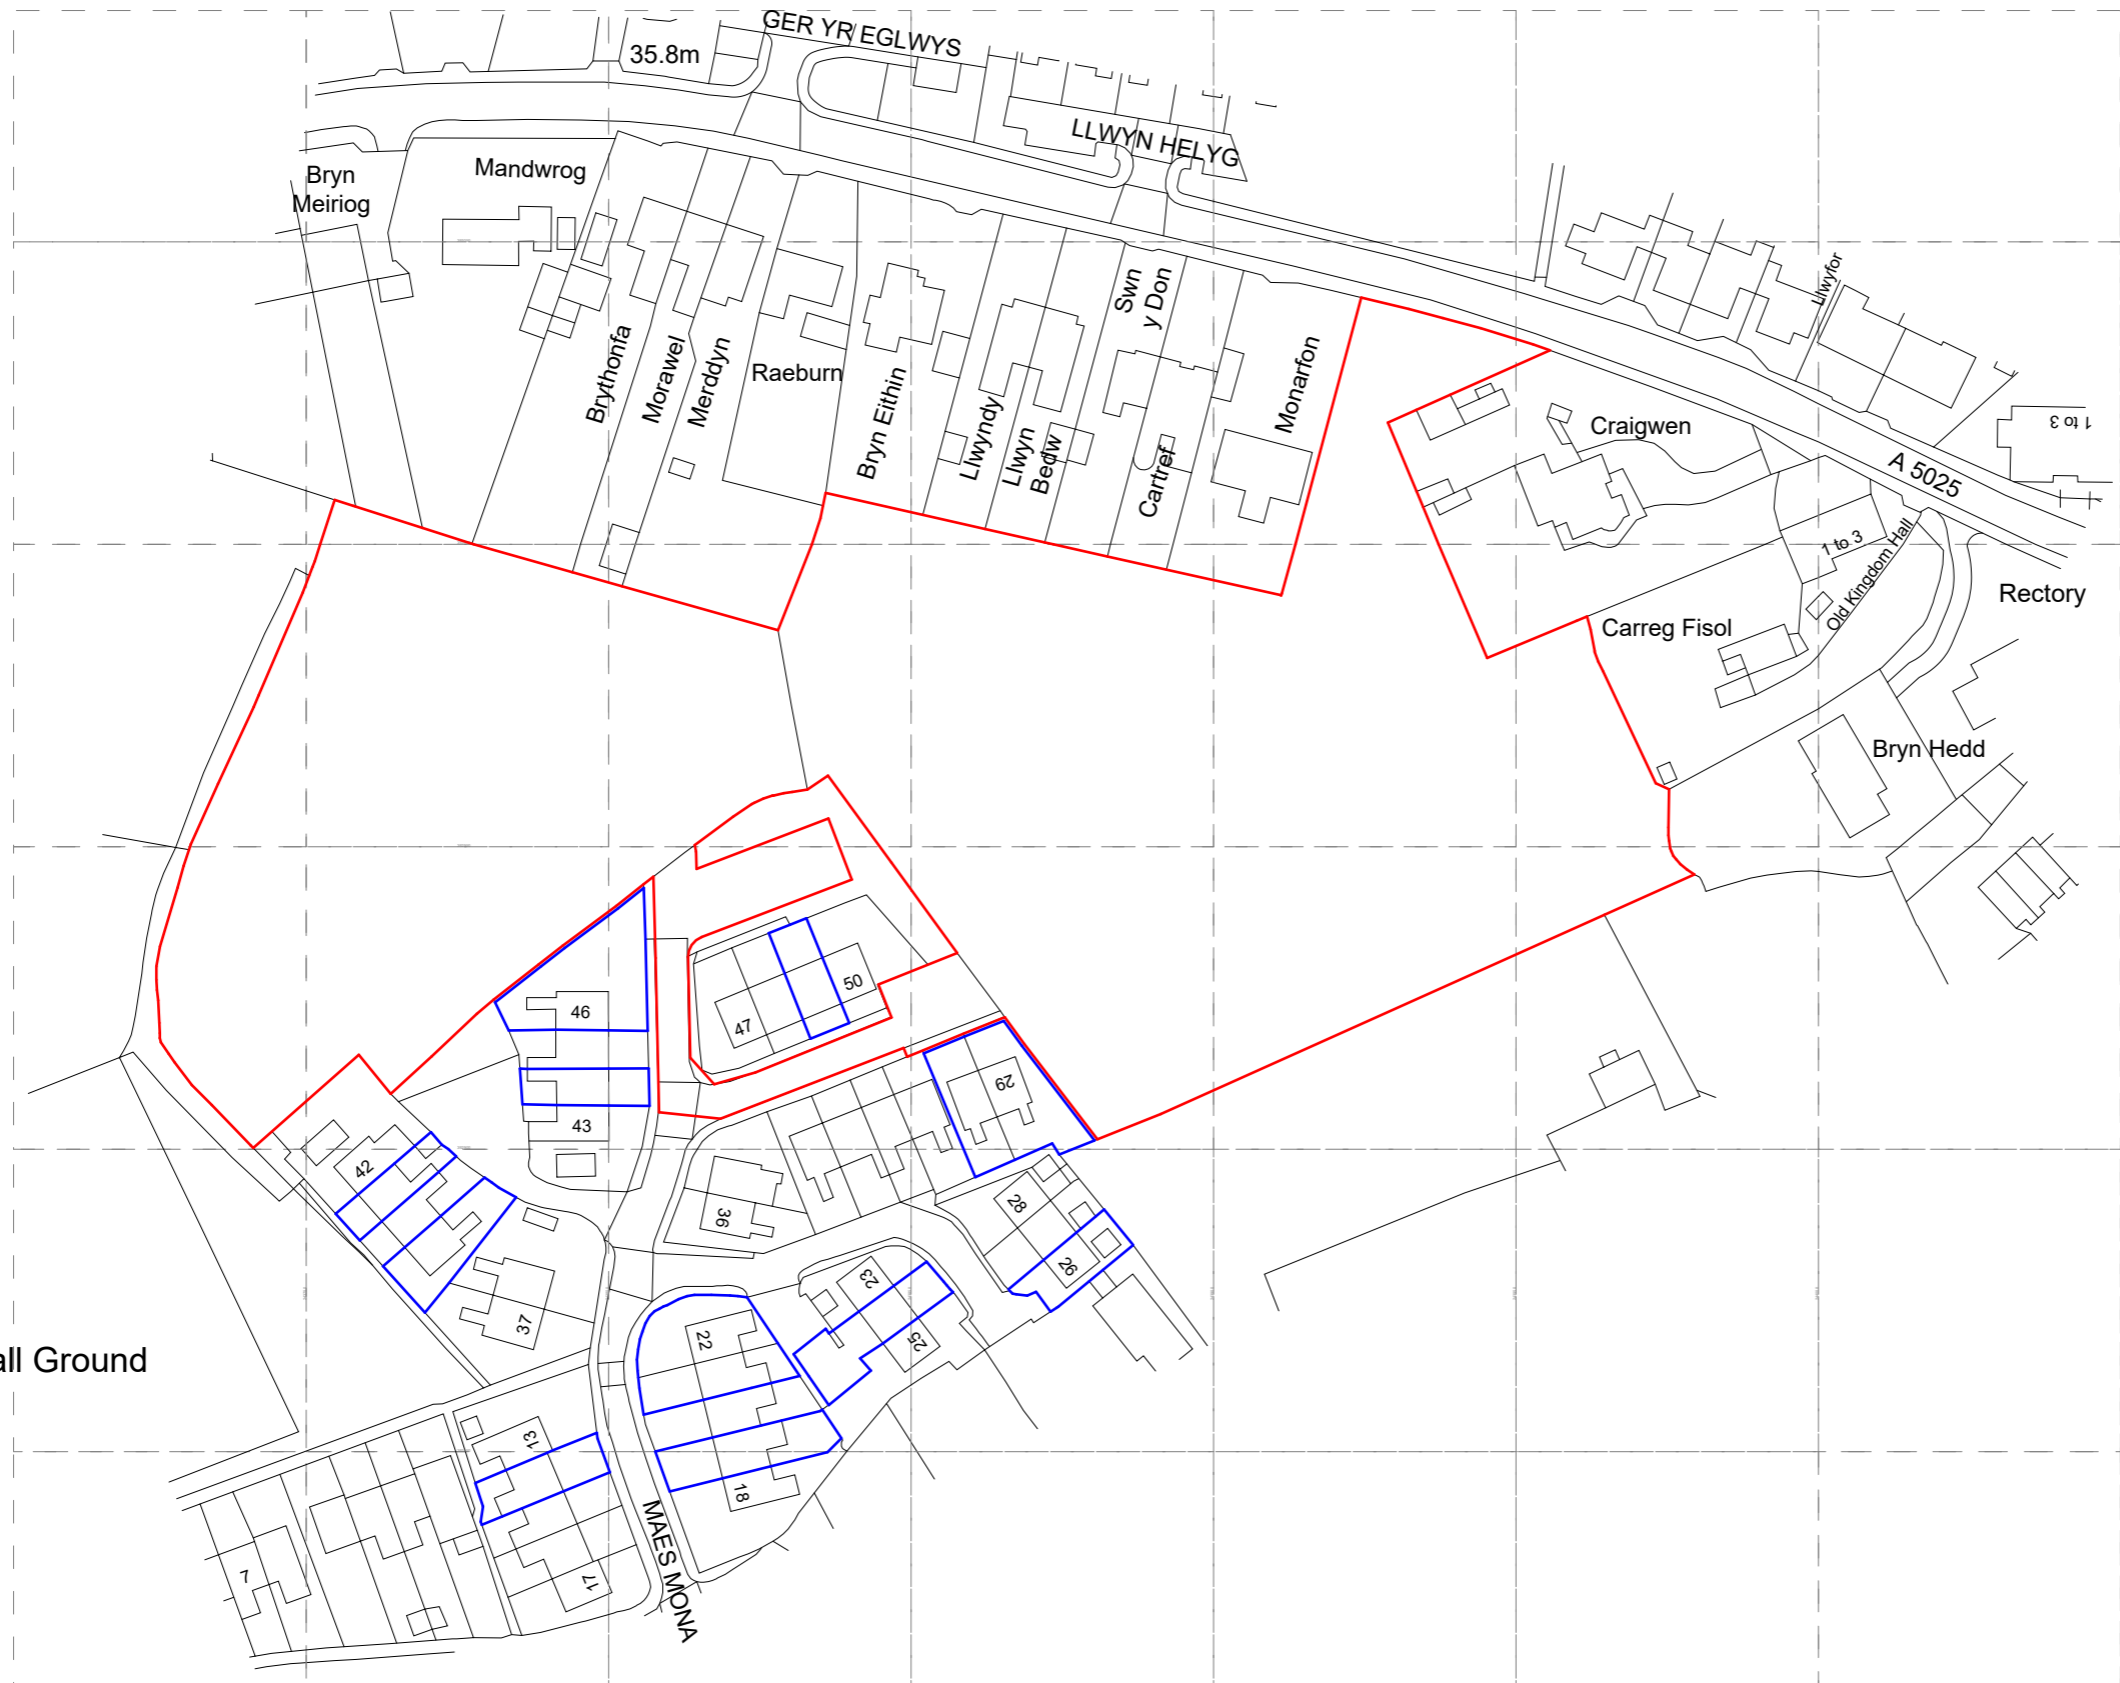 GER YR EGLWYS
35.8m
LLWYN HELYG
Bryn
Meiriog
Mandwrog
Brythonfa
Morawel
Merddyn
Raeburn
Bryn Eithin
Llwyndy
Llwyn
Bedw
Swn
y Don
Cartref
Monarfon
Llwyfor
1 to 3
Craigwen
A 5025
1 to 3
Old Kingdom Hall
Rectory
Carreg Fisol
Bryn Hedd
46
50
47
43
29
42
36
28
26
37
23
25
22
all Ground
13
18
17
7
MAES MONA